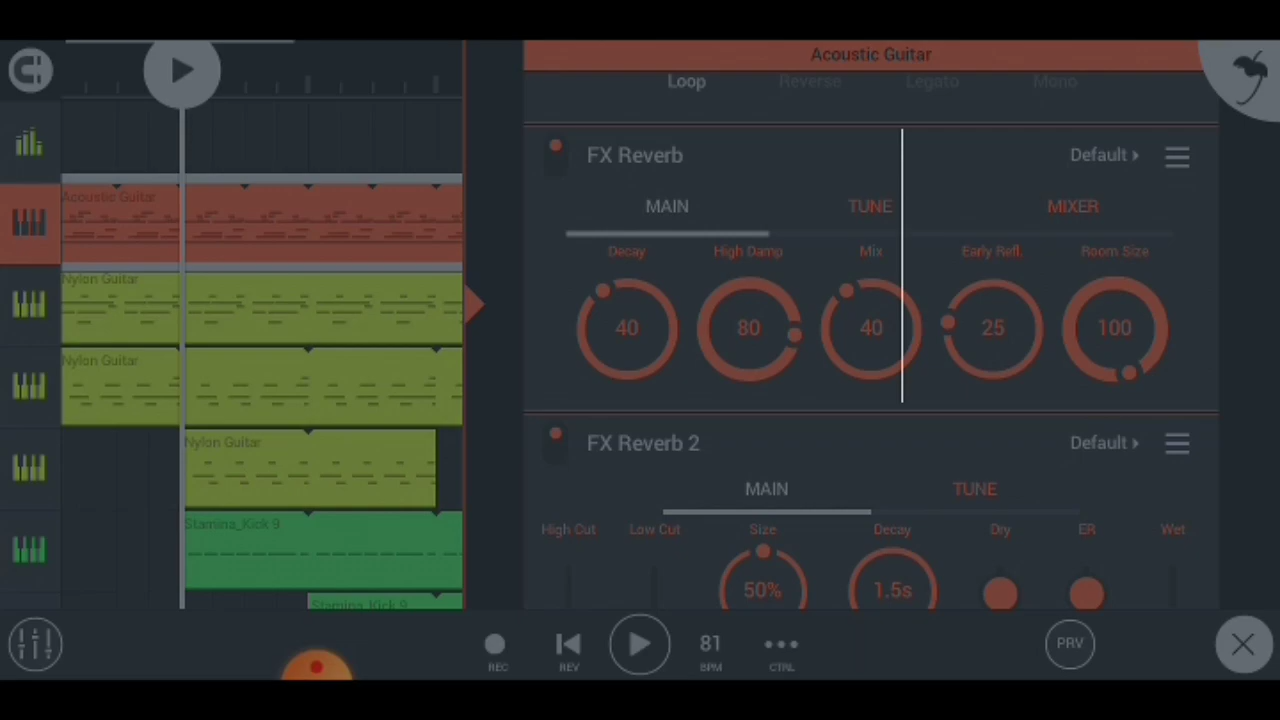 Acoustic Guitar
Loop Reverse Legato Mono
FX Reverb Default
MAIN TUNE MIXER
Decay High Damp Mix Early Refl. Room Size
40 80 40 25 100
FX Reverb 2 Default
MAIN TUNE
High Cut Low Cut Size Decay Dry ER Wet
50% 1.5s
Acoustic Guitar
Nylon Guitar
Nylon Guitar
Nylon Guitar
Stamina_Kick 9
Stamina_Kick 9
81 PRV
REC REV BPM CTRL